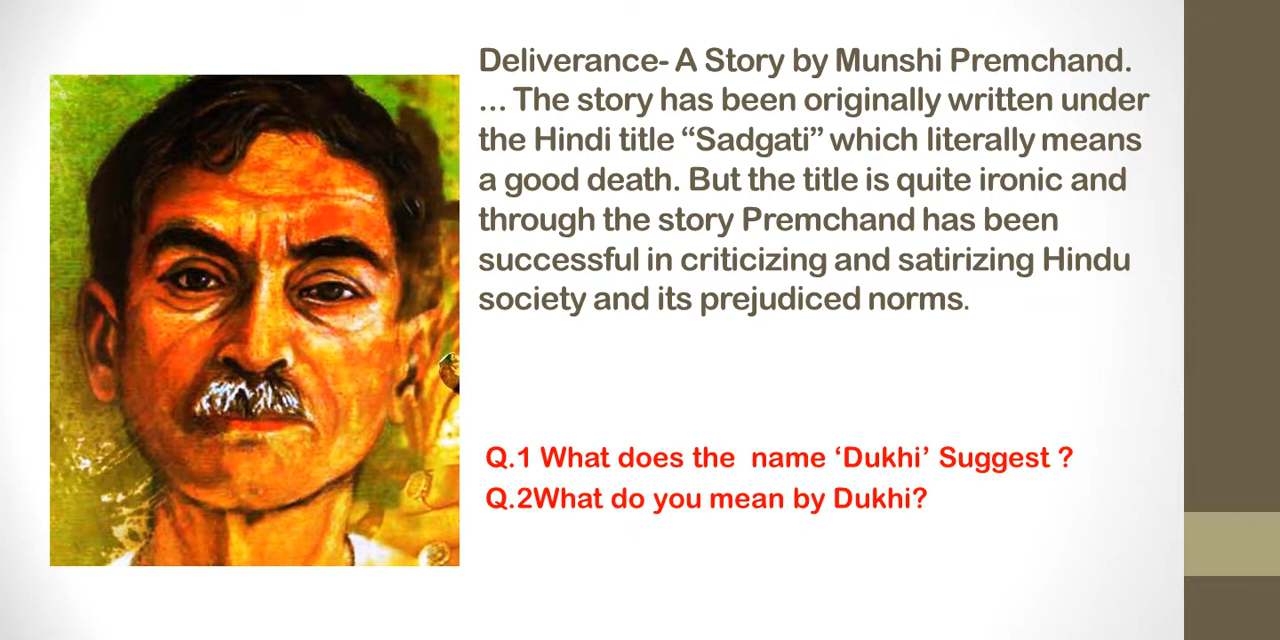 Deliverance- A Story by Munshi Premchand.
... The story has been originally written under
the Hindi title “Sadgati” which literally means
a good death. But the title is quite ironic and
through the story Premchand has been
successful in criticizing and satirizing Hindu
society and its prejudiced norms.
Q.1 What does the name ‘Dukhi’ Suggest ?
Q.2What do you mean by Dukhi?